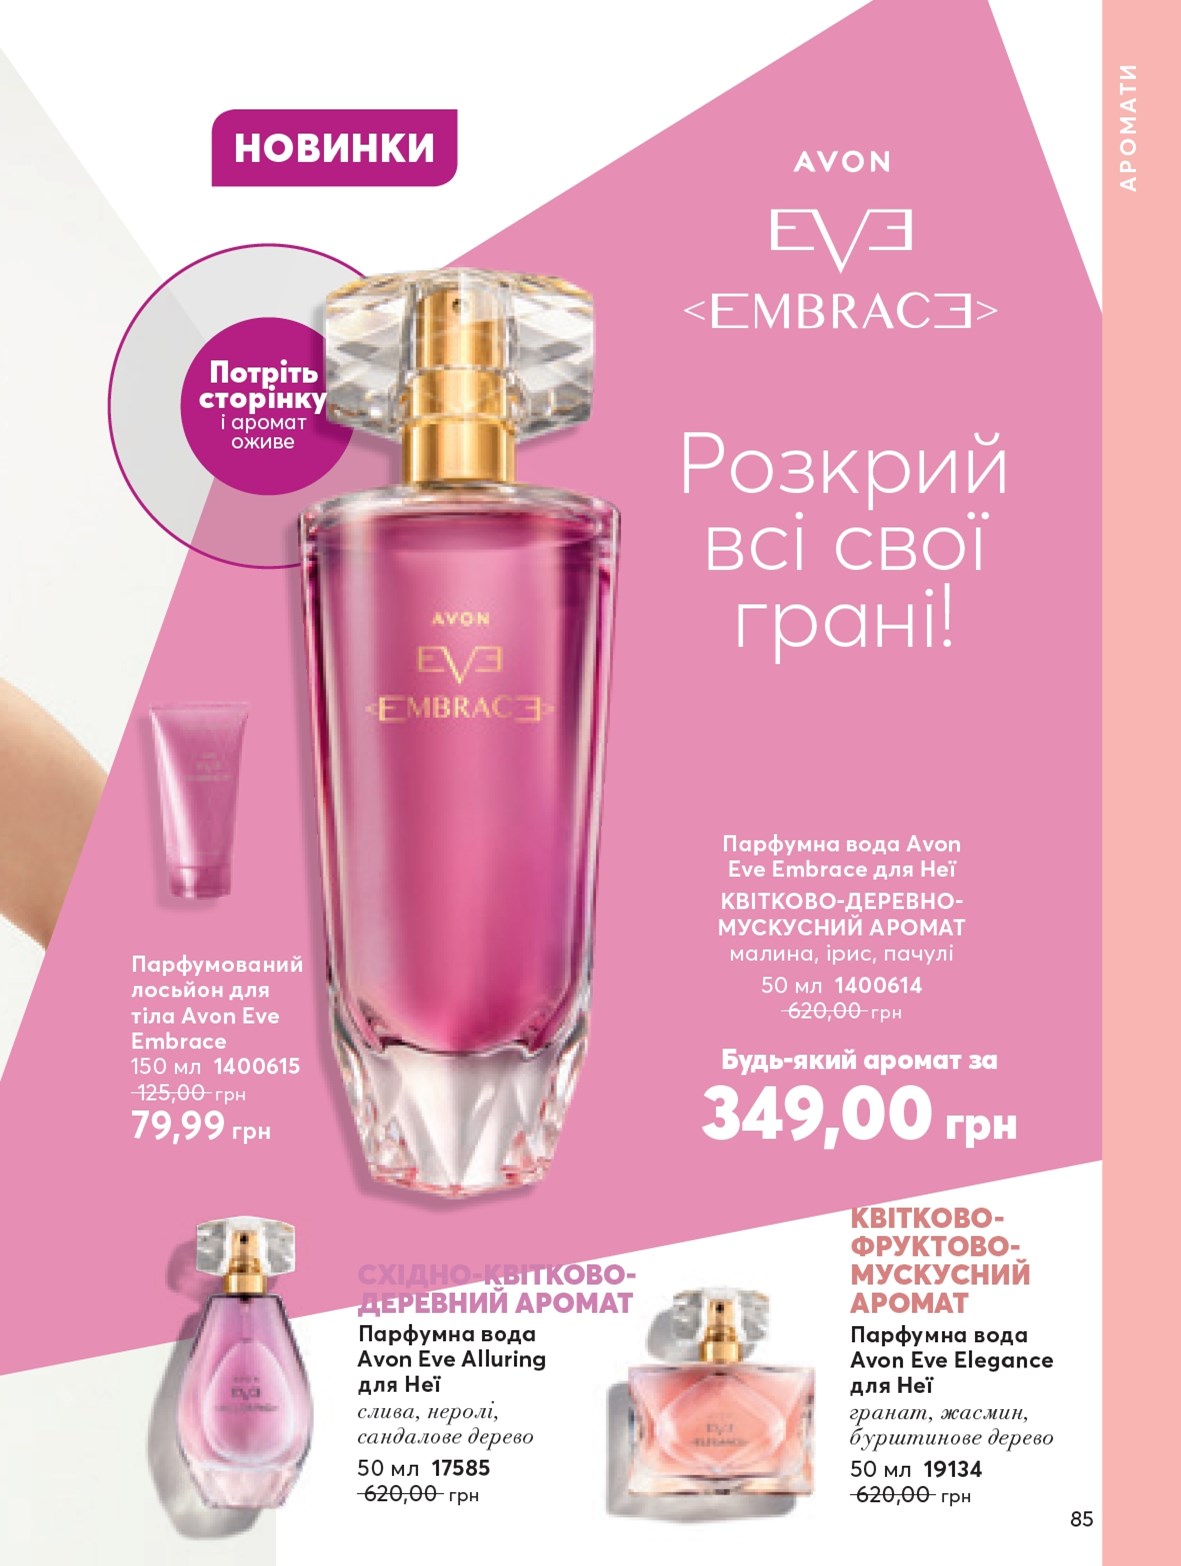 АРОМАТИ
НОВИНКИ
AVON
EVE
<EMBRACE>
Потріть
сторінку
і аромат
оживе
Розкрий
всі свої
грані!
AVON
EVE
<EMBRACE>
Парфумна вода Avon
Eve Embrace для Неї
КВІТКОВО-ДЕРЕВНО-
МУСКУСНИЙ АРОМАТ
малина, ірис, пачулі
50 мл 1400614
620,00 грн
Будь-який аромат за
349,00 грн
Парфумований
лосьйон для
тіла Avon Eve
Embrace
150 мл 1400615
125,00 грн
79,99 грн
СХІДНО-КВІТКОВО-
ДЕРЕВНИЙ АРОМАТ
Парфумна вода
Avon Eve Alluring
для Неї
слива, неролі,
сандалове дерево
50 мл 17585
620,00 грн
EVE
КВІТКОВО-
ФРУКТОВО-
МУСКУСНИЙ
АРОМАТ
Парфумна вода
Avon Eve Elegance
для Неї
гранат, жасмин,
бурштинове дерево
50 мл 19134
620,00 грн
EVE
<ELEGANCE>
85